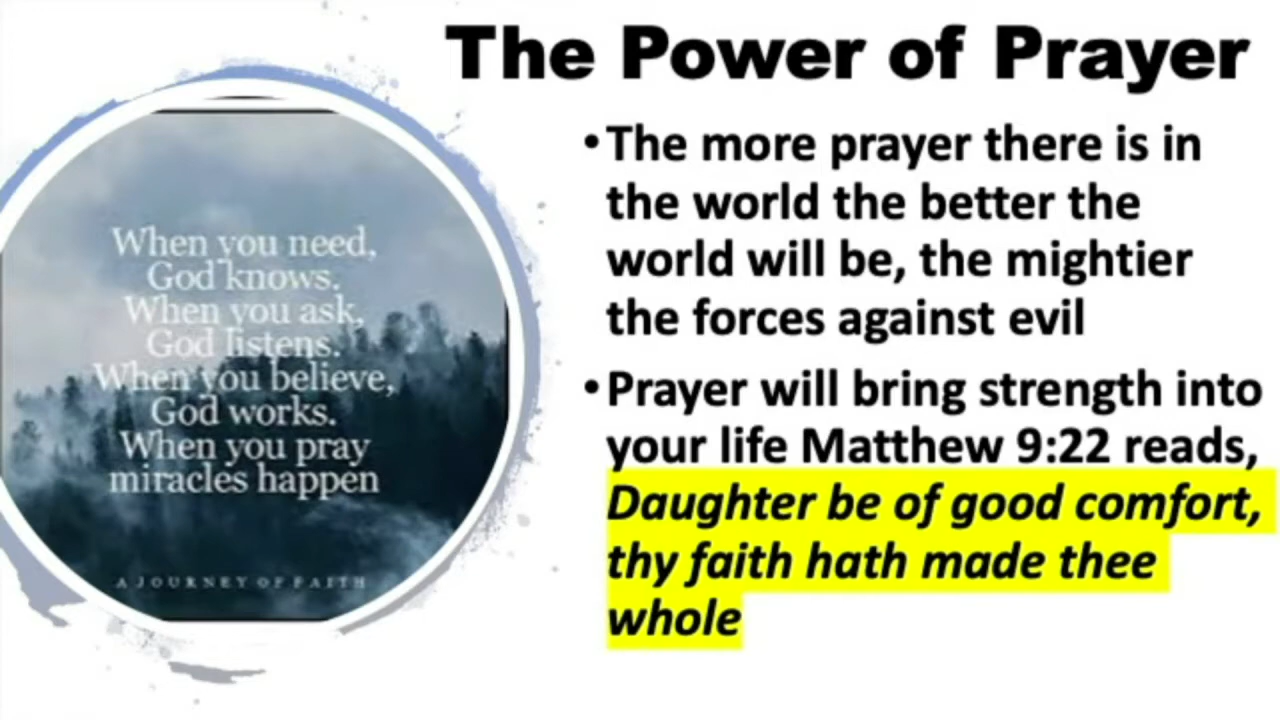 The Power of Prayer
When you need,
God knows.
When you ask,
God listens.
When you believe,
God works.
When you pray
miracles happen
A JOURNEY OF FAITH
•The more prayer there is in
the world the better the
world will be, the mightier
the forces against evil
•Prayer will bring strength into
your life Matthew 9:22 reads,
Daughter be of good comfort,
thy faith hath made thee
whole